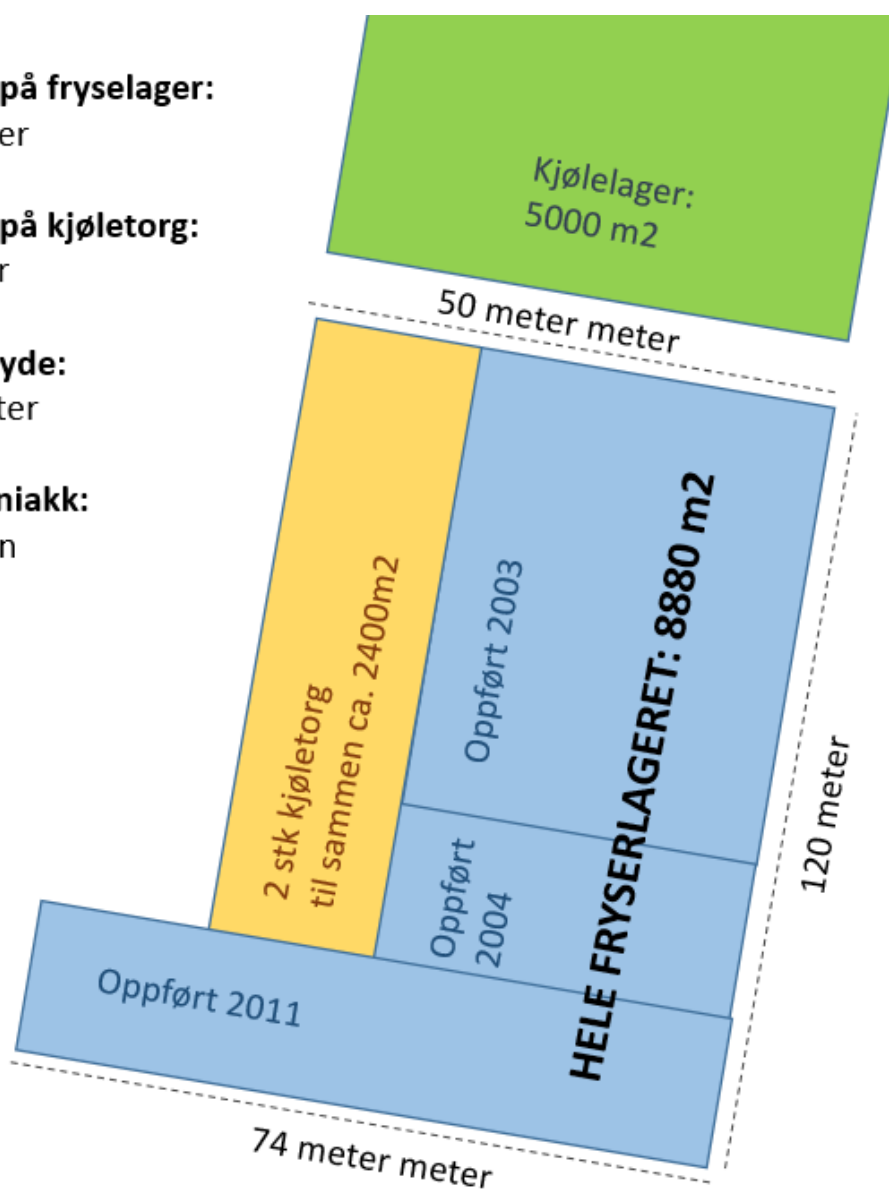 på fryselager:
er
på kjøletorg:
r
yde:
ter
niakk:
n
Kjølelager:
5000 m2
50 meter meter
2 stk kjøletorg
til sammen ca. 2400m2
Oppført 2003
HELE FRYSERLAGERET: 8880 m2
120 meter
Oppført
2004
Oppført 2011
74 meter meter